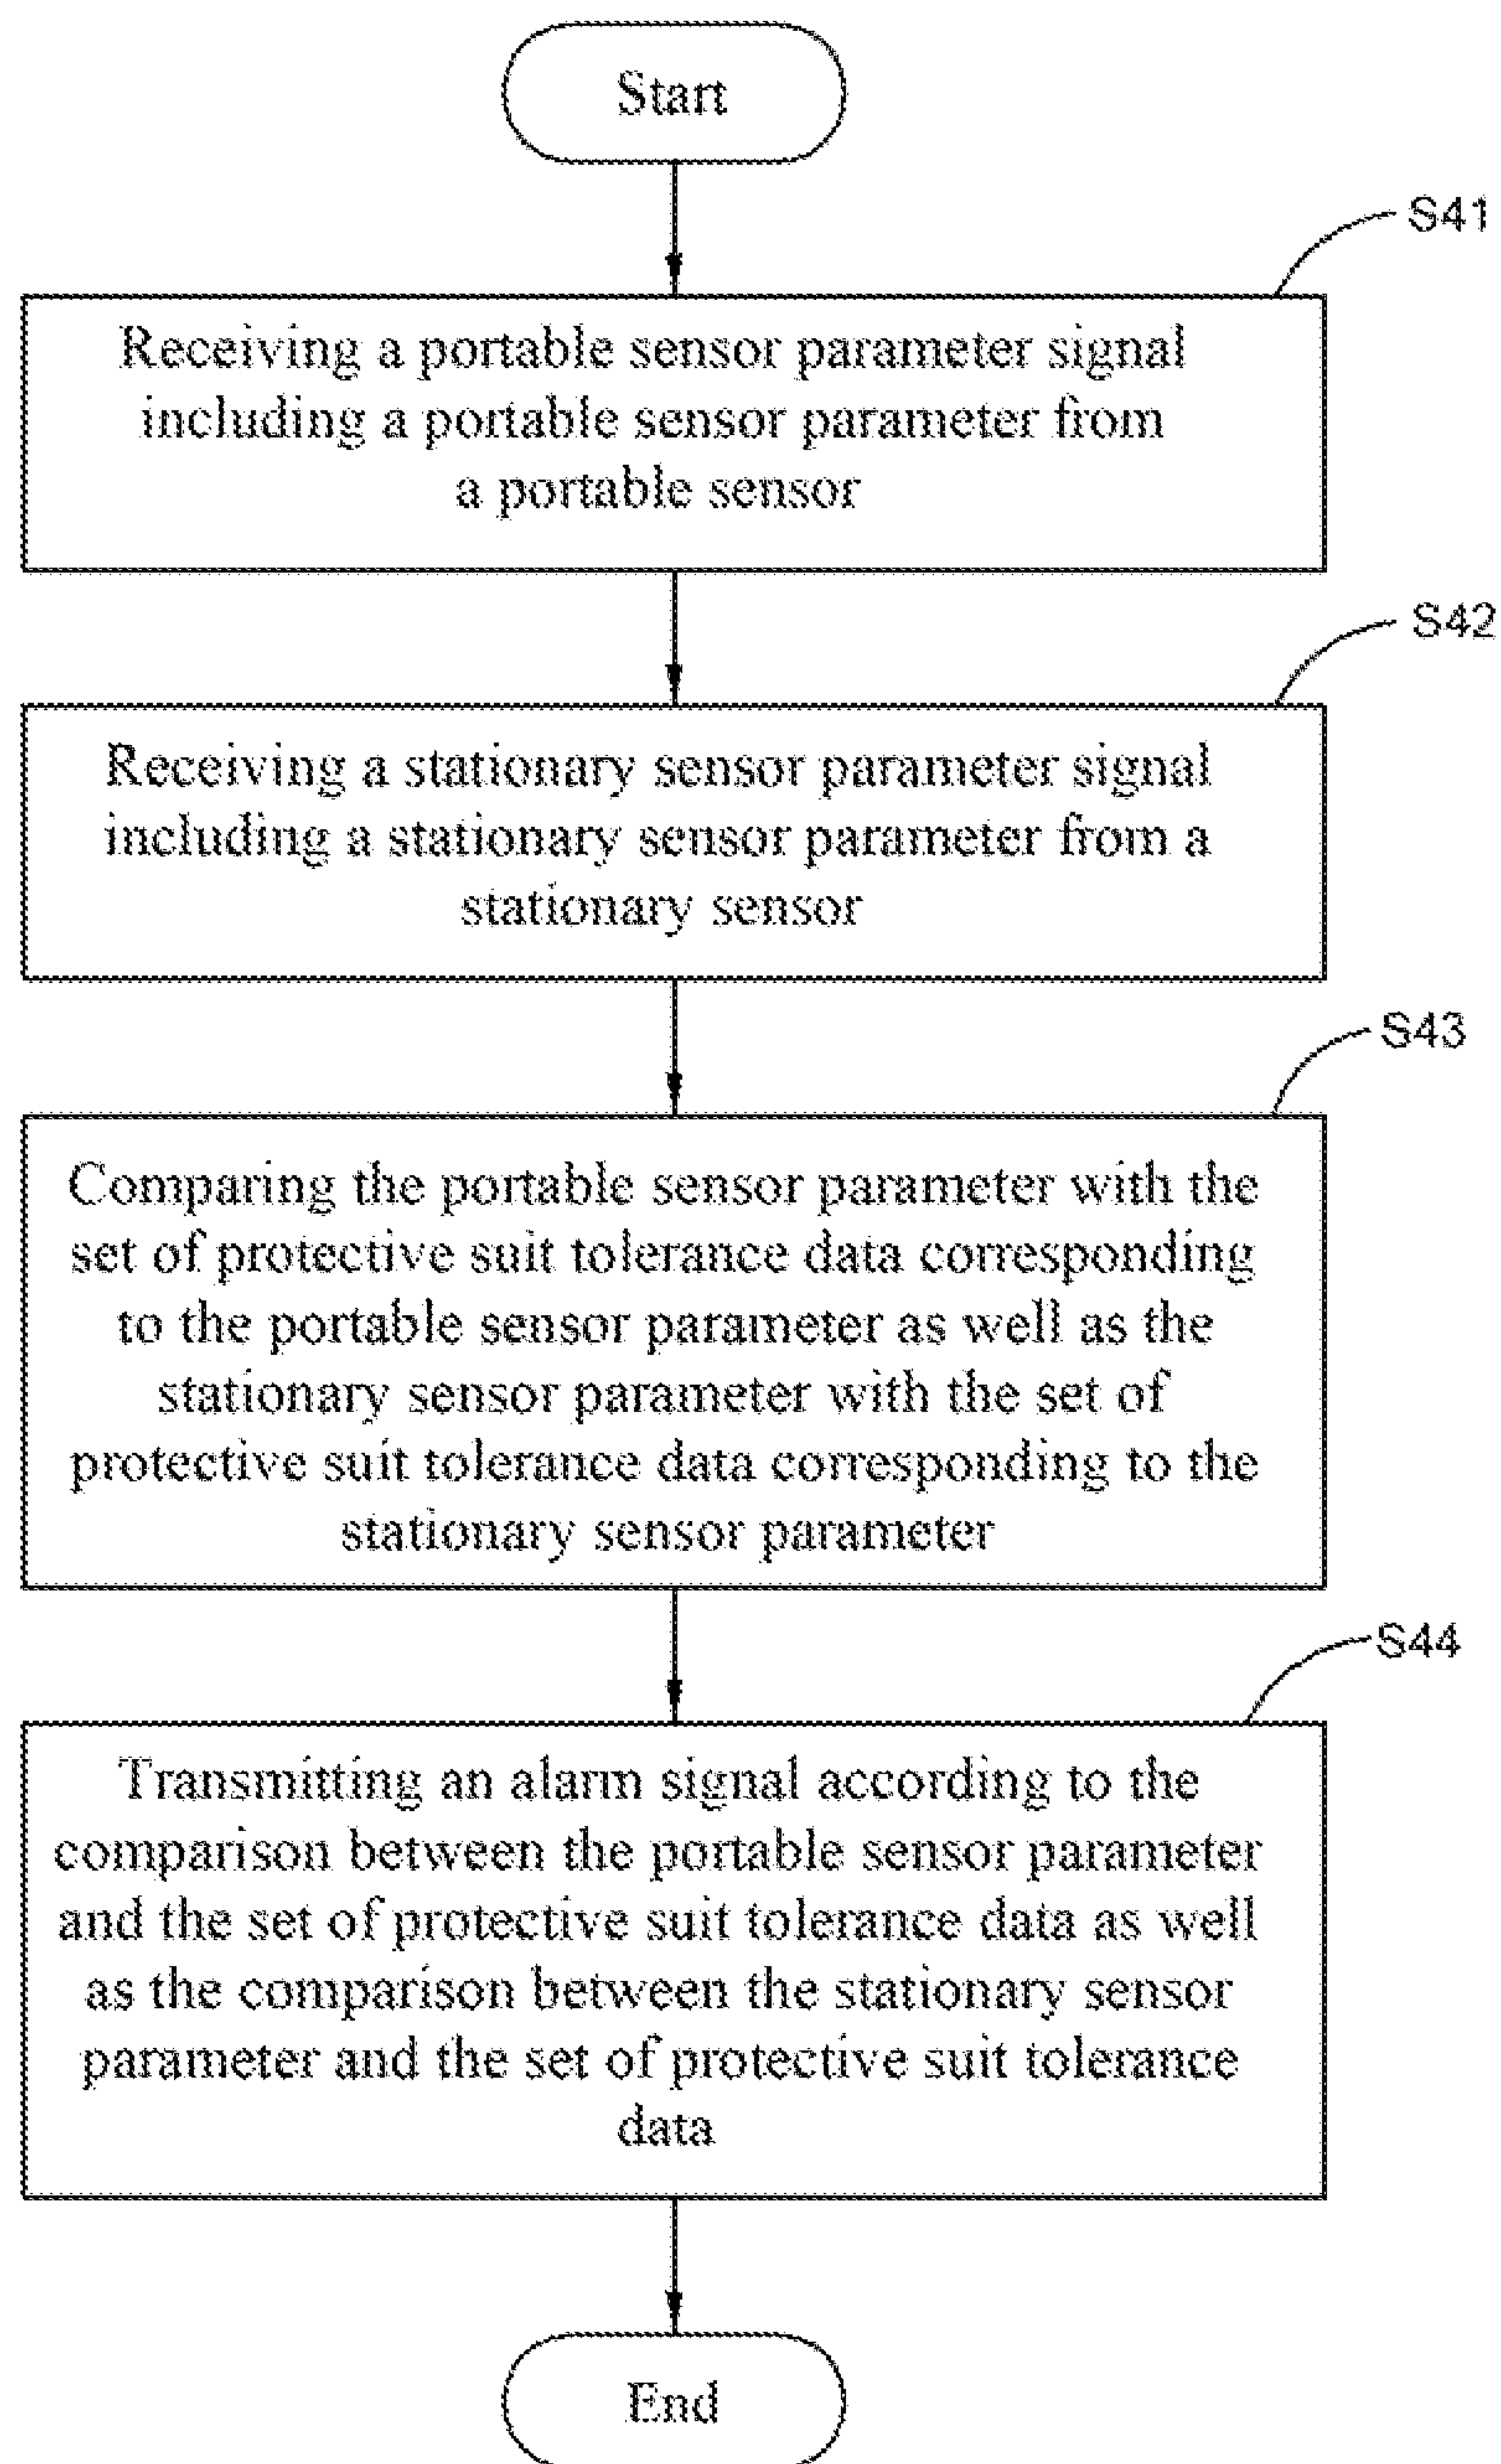 Start
S41
Receiving a portable sensor parameter signal
including a portable sensor parameter from
a portable sensor
S42
Receiving a stationary sensor parameter signal
including a stationary sensor parameter from a
stationary sensor
S43
Comparing the portable sensor parameter with the
set of protective suit tolerance data corresponding
to the portable sensor parameter as well as the
stationary sensor parameter with the set of
protective suit tolerance data corresponding to the
stationary sensor parameter
S44
Transmitting an alarm signal according to the
comparison between the portable sensor parameter
and the set of protective suit tolerance data as well
as the comparison between the stationary sensor
parameter and the set of protective suit tolerance
data
End